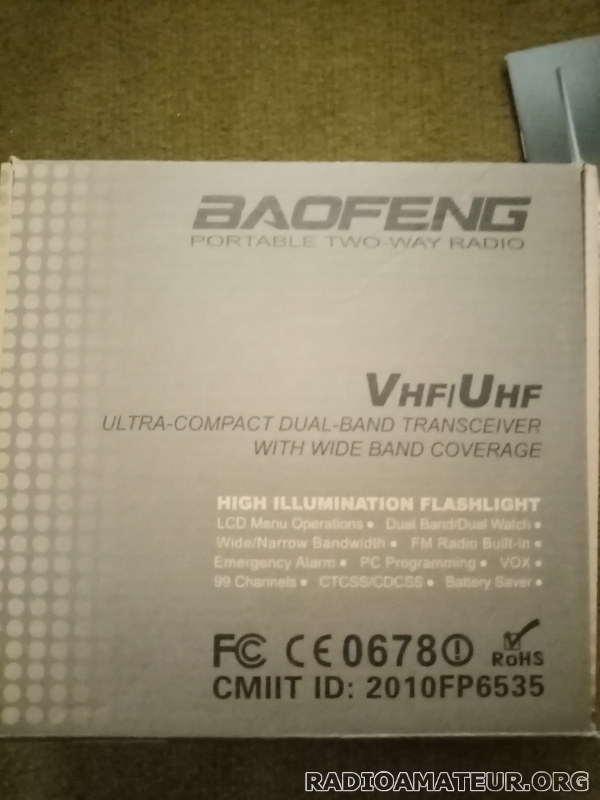 BAOFENG
PORTABLE TWO-WAY RADIO
VHF/UHF
ULTRA-COMPACT DUAL-BAND TRANSCEIVER
WITH WIDE BAND COVERAGE
HIGH ILLUMINATION FLASHLIGHT
LCD Menu Operations • Dual Band/Dual Watch •
Wide/Narrow Bandwidth • FM Radio Built-in •
Emergency Alarm • PC Programming • VOX •
99 Channels • CTCSS/CDCSS • Battery Saver •
FC CE0678! RoHS
CMIIT ID: 2010FP6535
RADIOAMATEUR.ORG